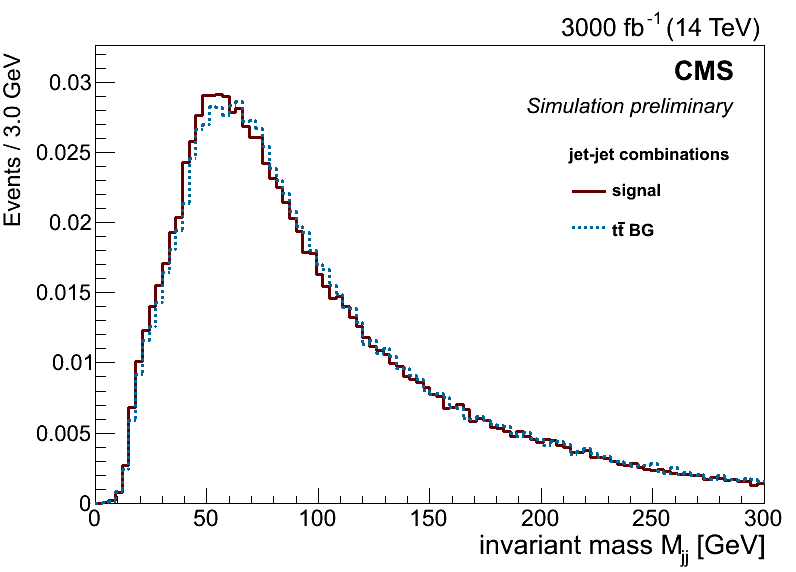 3000 fb⁻¹ (14 TeV)
CMS
Simulation preliminary
jet-jet combinations
signal
tt̄ BG
Events / 3.0 GeV
0.03
0.025
0.02
0.015
0.01
0.005
0
0 50 100 150 200 250 300
invariant mass Mjj [GeV]